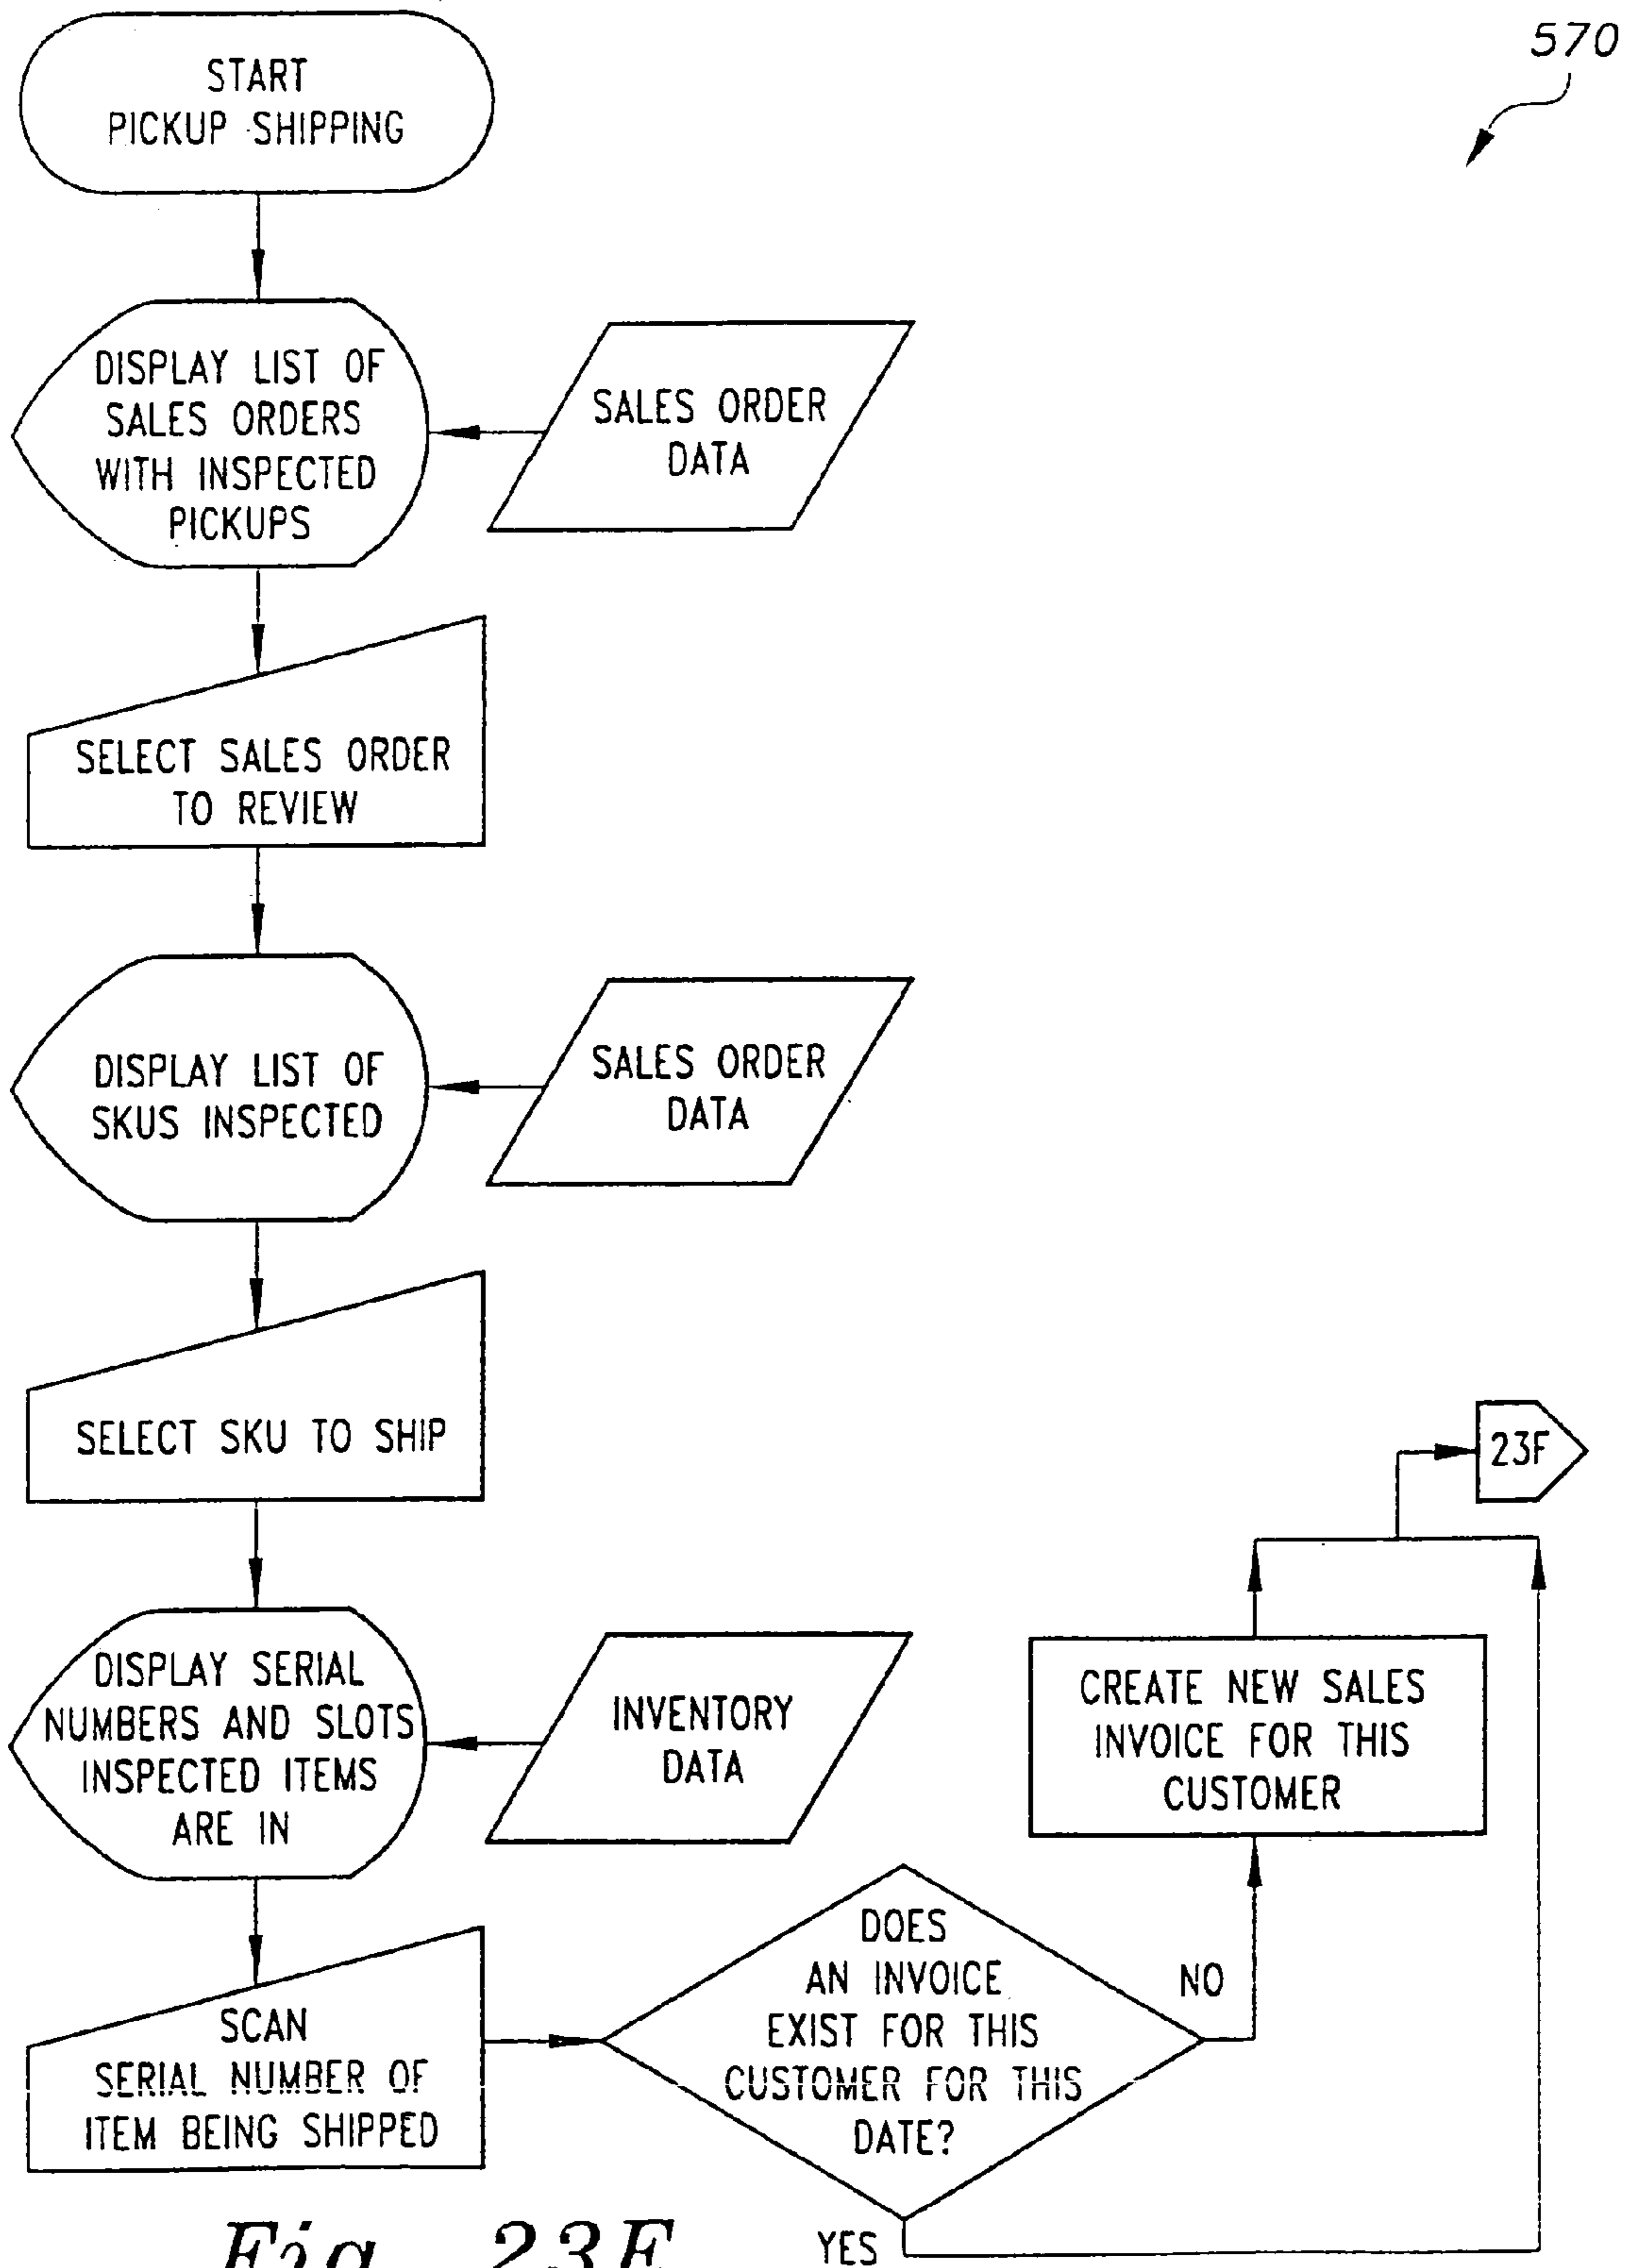 570
START
PICKUP SHIPPING
DISPLAY LIST OF
SALES ORDERS
WITH INSPECTED
PICKUPS
SALES ORDER
DATA
SELECT SALES ORDER
TO REVIEW
DISPLAY LIST OF
SKUS INSPECTED
SALES ORDER
DATA
SELECT SKU TO SHIP
DISPLAY SERIAL
NUMBERS AND SLOTS
INSPECTED ITEMS
ARE IN
INVENTORY
DATA
SCAN
SERIAL NUMBER OF
ITEM BEING SHIPPED
DOES
AN INVOICE
EXIST FOR THIS
CUSTOMER FOR THIS
DATE?
NO
YES
CREATE NEW SALES
INVOICE FOR THIS
CUSTOMER
23F
Fig. 23E